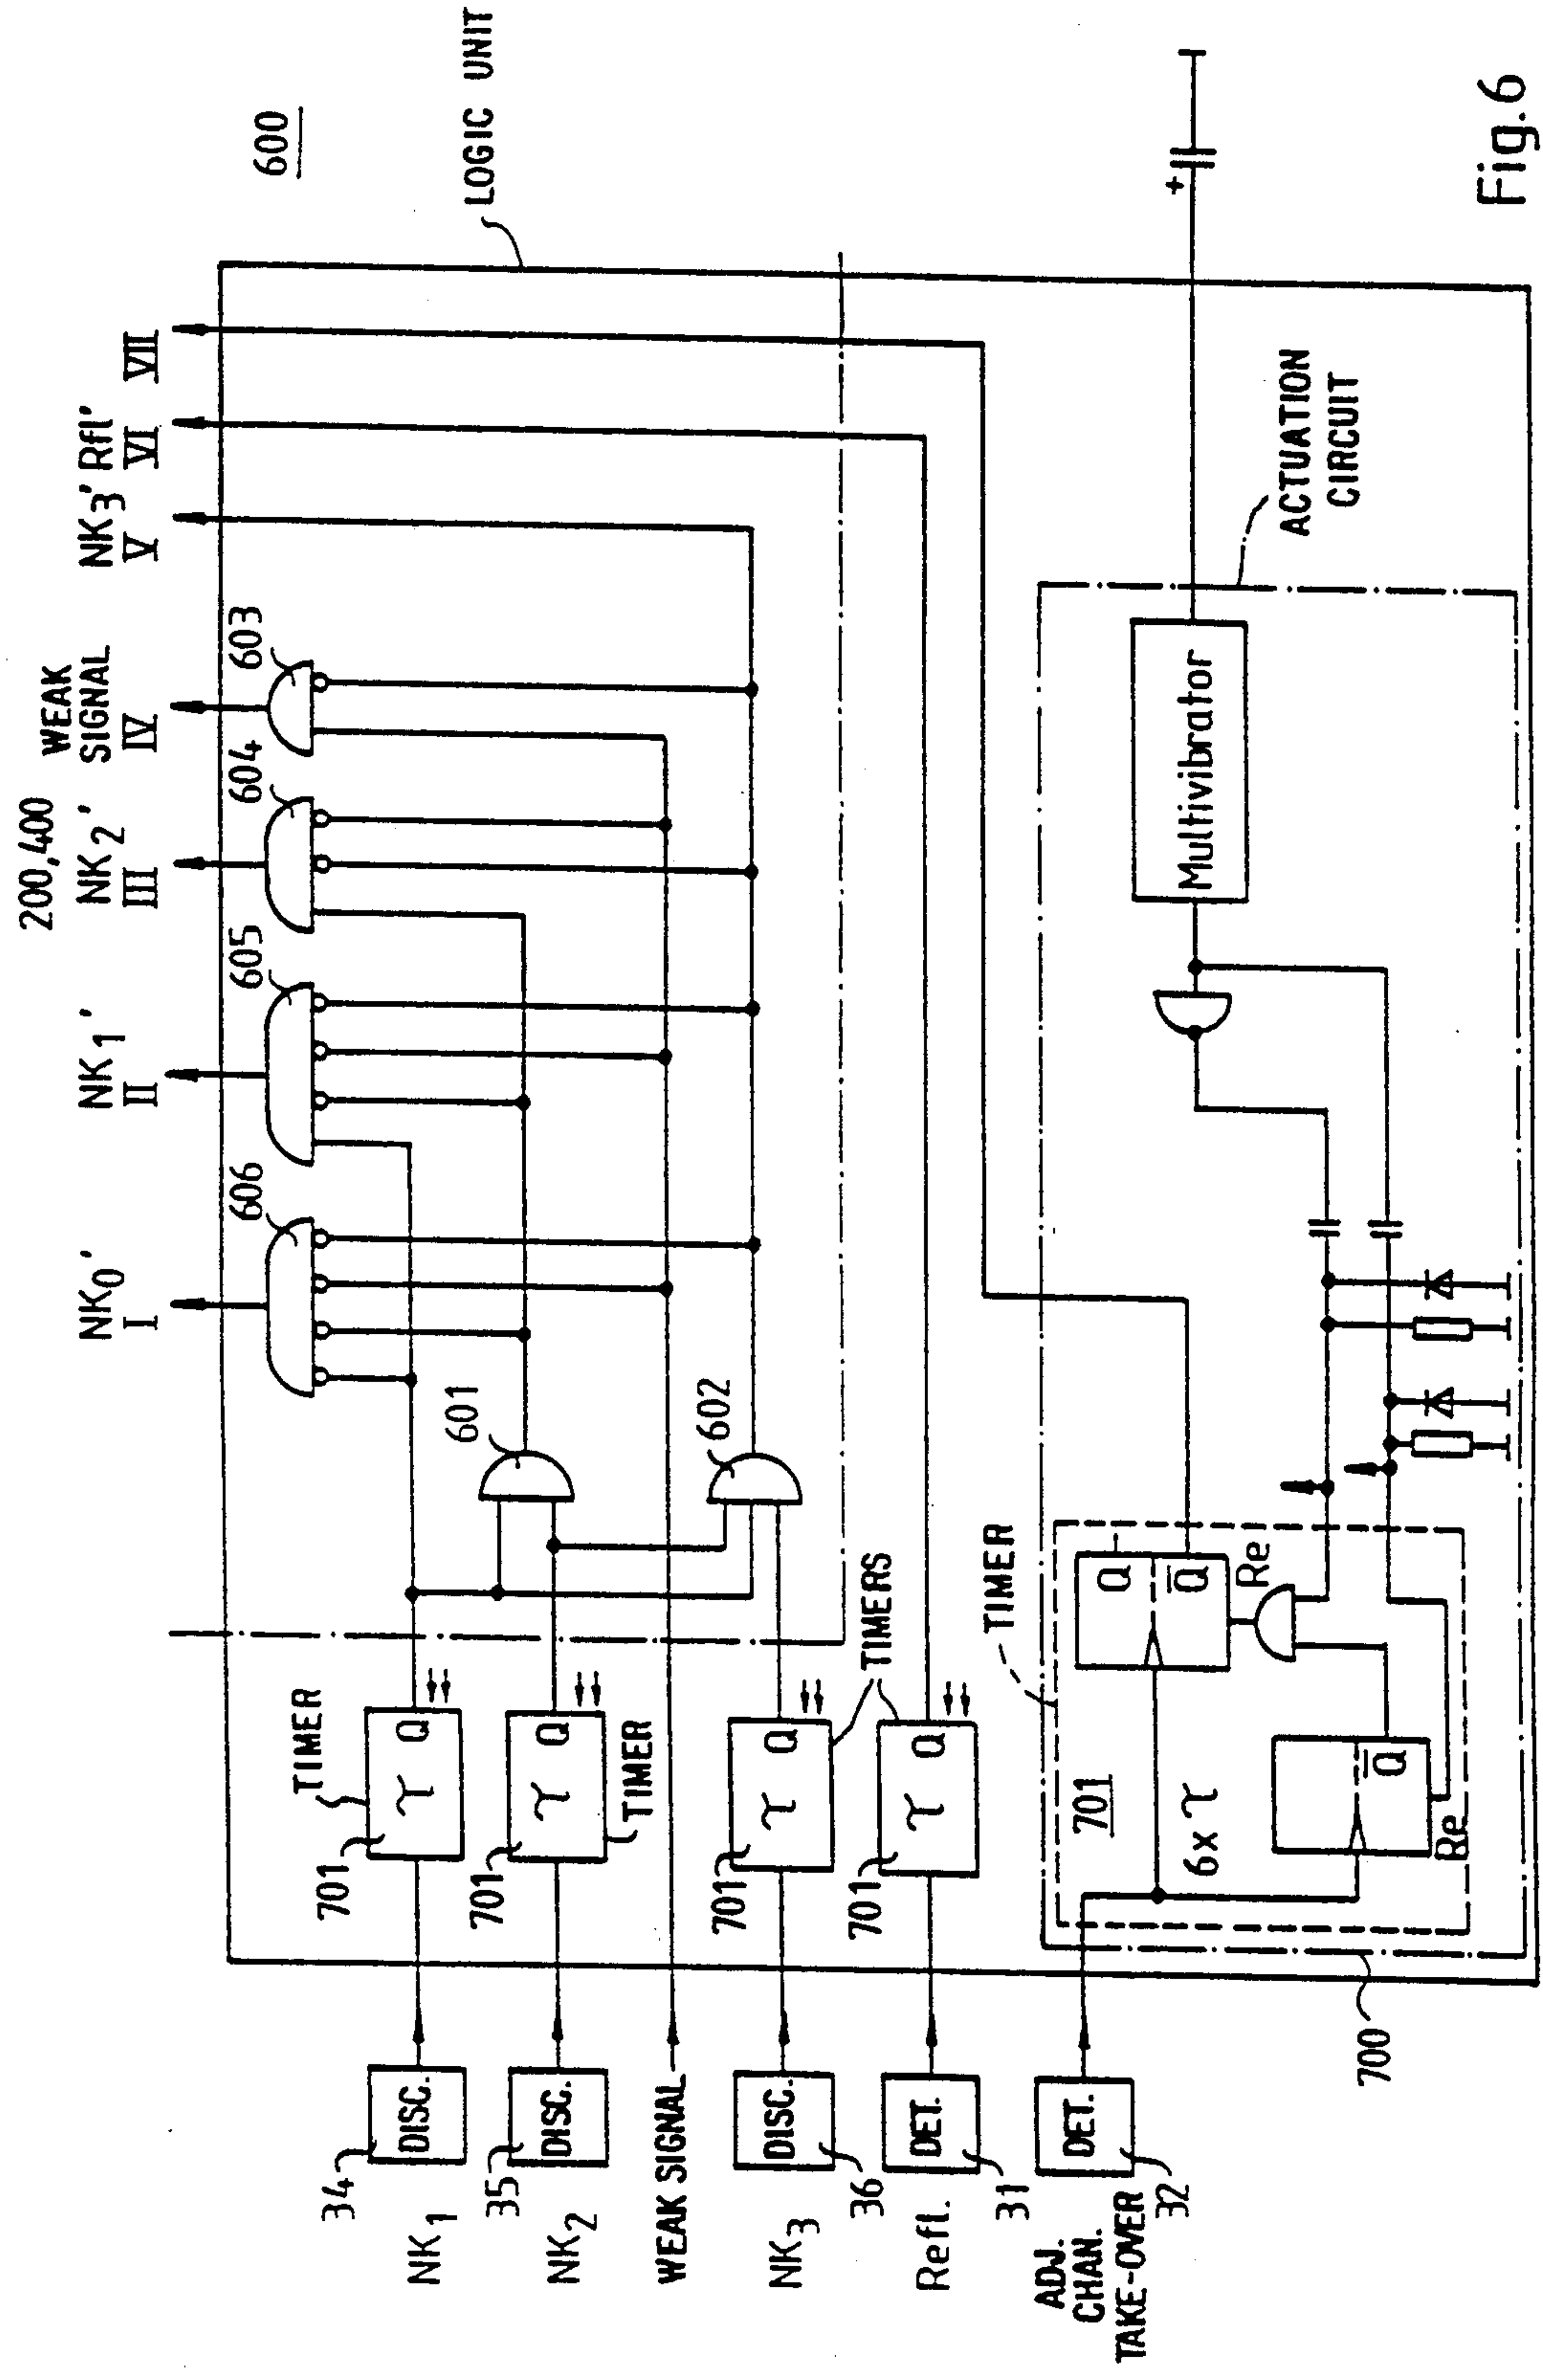 600
LOGIC UNIT
200,400
NK0'
I
NK1'
II
NK2'
III
WEAK
SIGNAL
IV
NK3'
V
Rfl'
VI
VII
606
605
604
603
601
602
34
DISC.
NK1
701
TIMER
τ
Q
35
DISC.
NK2
701
TIMER
τ
Q
WEAK SIGNAL
36
DISC.
NK3
701
τ
Q
TIMERS
31
DET.
Refl.
701
τ
Q
32
DET.
ADJ.
CHAN.
TAKE-OVER
700
TIMER
701
6 x τ
Q
Q̅
Re
Q̅
Re
Multivibrator
ACTUATION
CIRCUIT
+
Fig.6